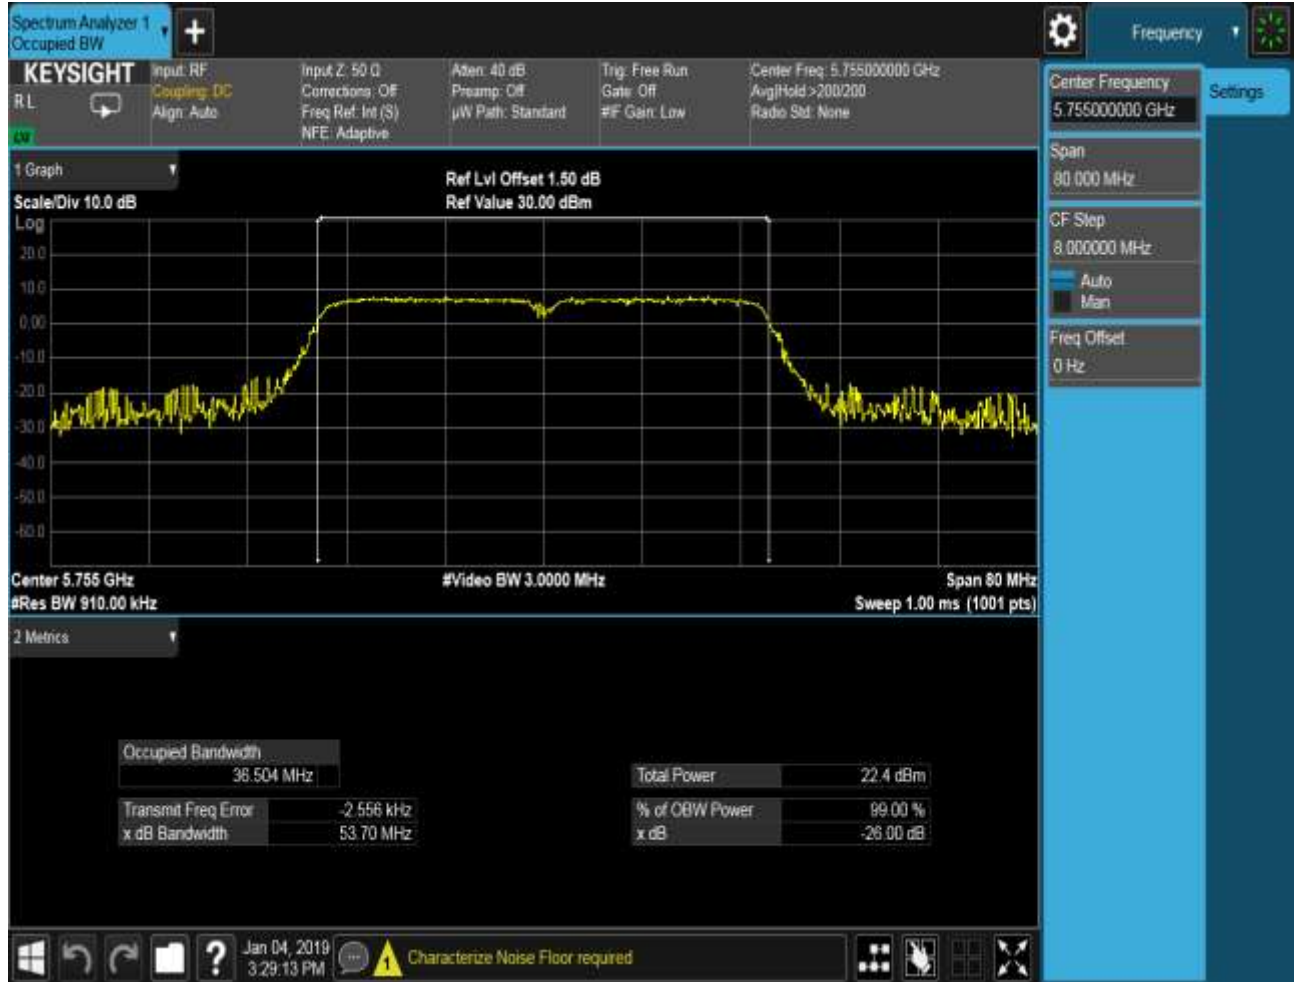 Spectrum Analyzer 1
Occupied BW
Frequency
KEYSIGHT
RL
Input: RF
Coupling: DC
Align: Auto
Input Z: 50 Ω
Corrections: Off
Freq Ref: Int (S)
NFE: Adaptive
Atten: 40 dB
Preamp: Off
µW Path: Standard
Trig: Free Run
Gate: Off
#IF Gain: Low
Center Freq: 5.755000000 GHz
Avg|Hold:>200/200
Radio Std: None
Center Frequency
5.755000000 GHz
Settings
Span
80.000 MHz
CF Step
8.000000 MHz
Auto
Man
Freq Offset
0 Hz
1 Graph
Scale/Div 10.0 dB
Ref Lvl Offset 1.50 dB
Ref Value 30.00 dBm
Log
20.0
10.0
0.00
-10.0
-20.0
-30.0
-40.0
-50.0
-60.0
Center 5.755 GHz
#Video BW 3.0000 MHz
Span 80 MHz
#Res BW 910.00 kHz
Sweep 1.00 ms (1001 pts)
2 Metrics
Occupied Bandwidth
36.504 MHz
Total Power 22.4 dBm
Transmit Freq Error -2.556 kHz
% of OBW Power 99.00 %
x dB Bandwidth 53.70 MHz
x dB -26.00 dB
?
Jan 04, 2019
3:29:13 PM
1
Characterize Noise Floor required